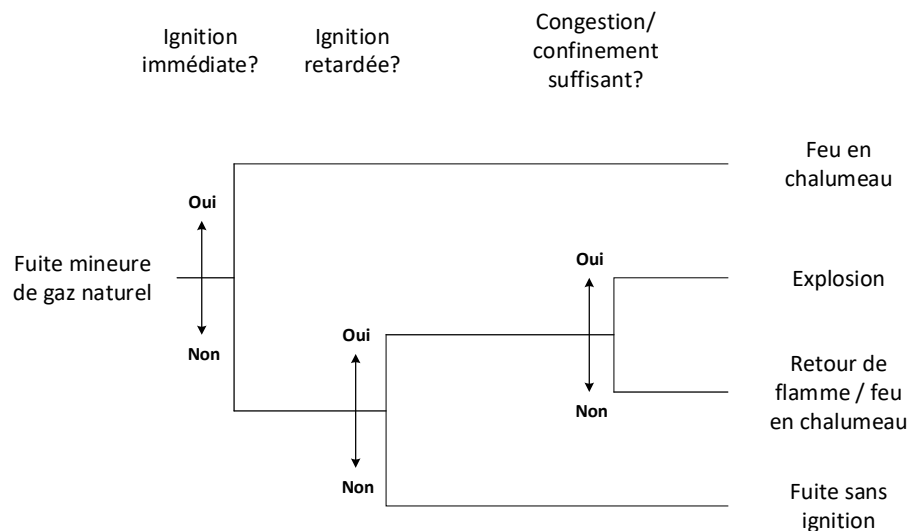 Ignition
immédiate?
Ignition
retardée?
Congestion/
confinement
suffisant?
Feu en
chalumeau
Oui
Fuite mineure
de gaz naturel
Non
Oui
Explosion
Oui
Non
Retour de
flamme / feu
en chalumeau
Non
Fuite sans
ignition